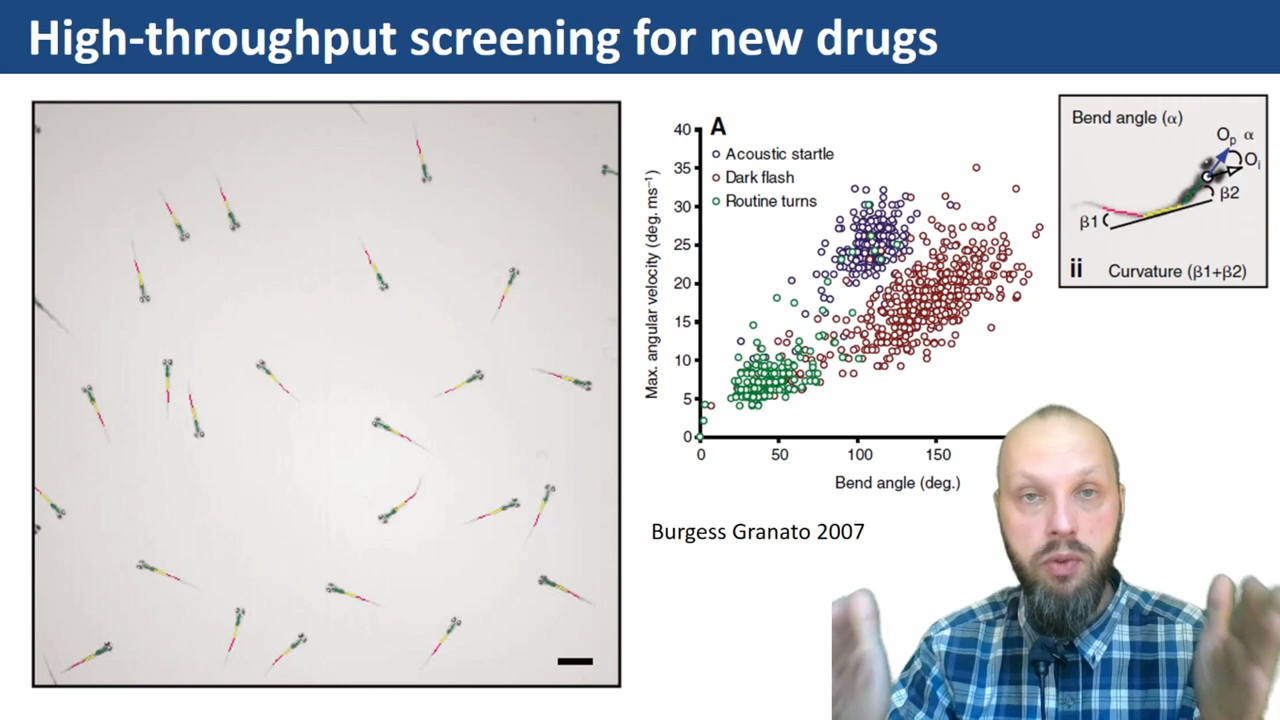 High-throughput screening for new drugs
A
Acoustic startle
Dark flash
Routine turns
Max. angular velocity (deg. ms⁻¹)
40
35
30
25
20
15
10
5
0
0 50 100 150
Bend angle (deg.)
Bend angle (α)
Oₚ α
Oᵢ
β2
β1
ii Curvature (β1+β2)
Burgess Granato 2007